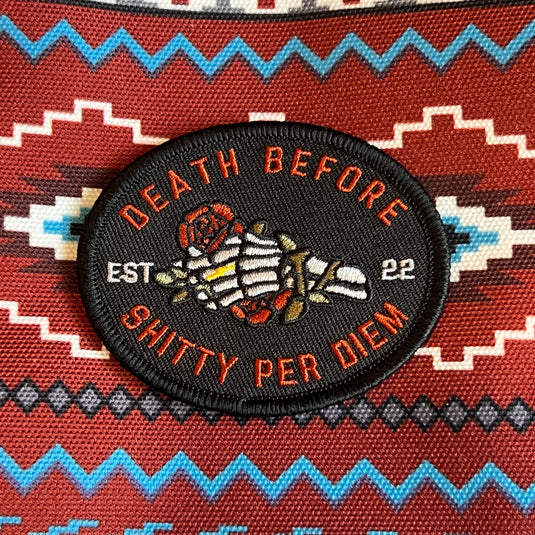 DEATH BEFORE
EST 22
SHITTY PER DIEM